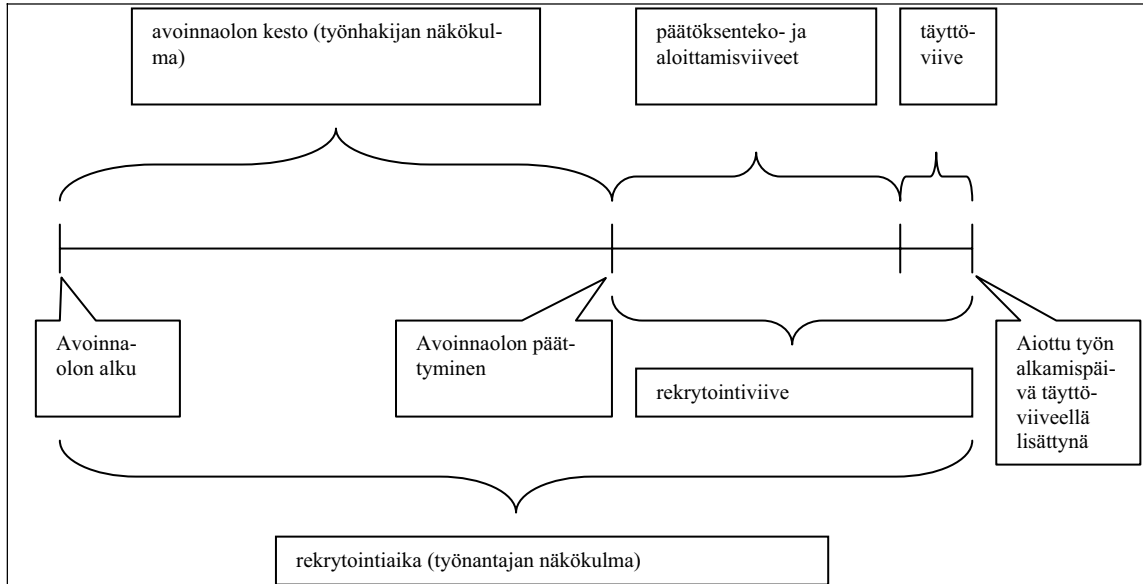 avoinnaolon kesto (työnhakijan näkökul-
ma)
päätöksenteko- ja
aloittamisviiveet
täyttö-
viive
Avoinna-
olon alku
Avoinnaolon päät-
tyminen
rekrytointiviive
Aiottu työn
alkamispäi-
vä täyttö-
viiveellä
lisättynä
rekrytointiaika (työnantajan näkökulma)